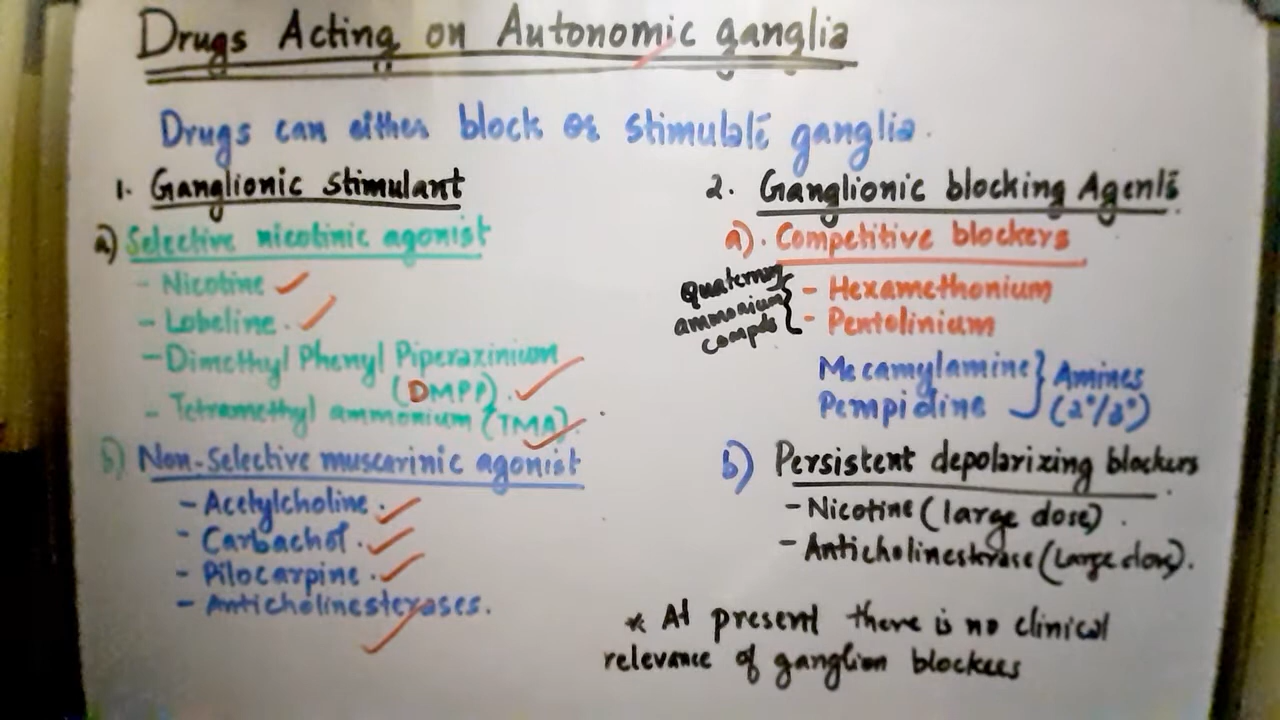 Drugs Acting on Autonomic ganglia
Drugs can either block or stimulate ganglia.
1. Ganglionic stimulant
a) Selective nicotinic agonist
- Nicotine
- Lobeline.
- Dimethyl Phenyl Piperazinium
(DMPP).
- Tetramethyl ammonium (TMA).
b) Non-Selective muscarinic agonist
- Acetylcholine.
- Carbachol.
- Pilocarpine.
- Anticholinesterases.
2. Ganglionic blocking Agents
a). Competitive blockers
Quaternary
ammonium
compds
- Hexamethonium
- Pentolinium
Mecamylamine
Pempidine
Amines
(2°/3°)
b) Persistent depolarizing blockers
- Nicotine (large dose).
- Anticholinesterase (Large dose).
* At present there is no clinical
relevance of ganglion blockers